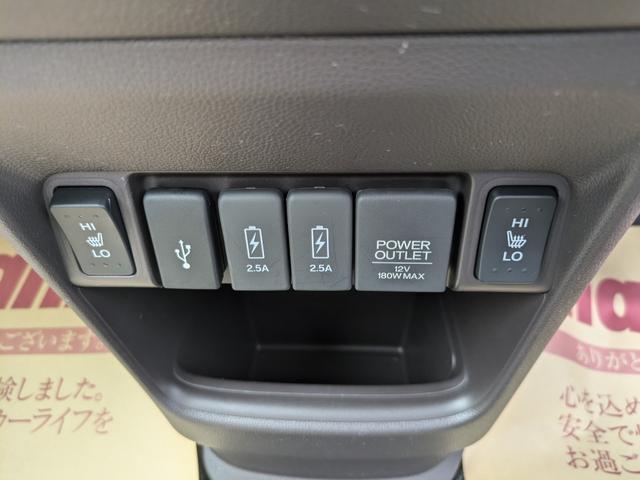 HI
LO
2.5A
2.5A
POWER
OUTLET
12V
180W MAX
HI
LO
ございます
検しました。
カーライフを
ありがと
心を込め
安全で
お過ご